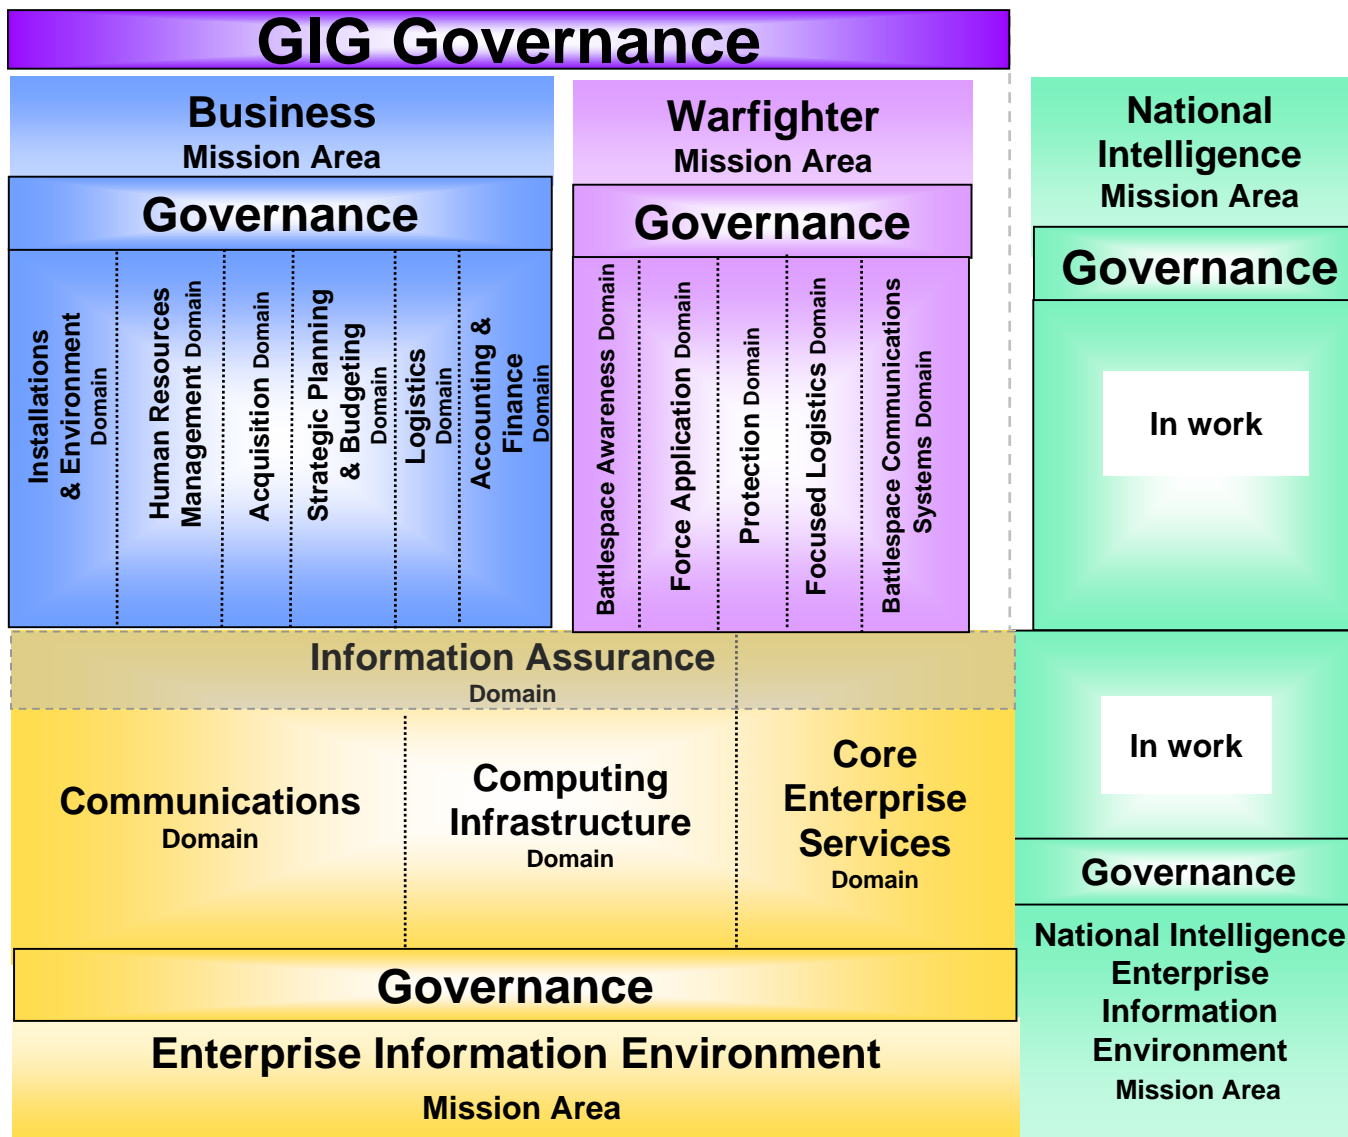 GIG Governance
Business
Mission Area
Governance
Installations
& Environment
Domain
Human Resources
Management Domain
Acquisition Domain
Strategic Planning
& Budgeting
Domain
Logistics
Domain
Accounting &
Finance
Domain
Warfighter
Mission Area
Governance
Battlespace Awareness Domain
Force Application Domain
Protection Domain
Focused Logistics Domain
Battlespace Communications
Systems Domain
National
Intelligence
Mission Area
Governance
In work
Information Assurance
Domain
Communications
Domain
Computing
Infrastructure
Domain
Core
Enterprise
Services
Domain
Governance
Enterprise Information Environment
Mission Area
In work
Governance
National Intelligence
Enterprise
Information
Environment
Mission Area